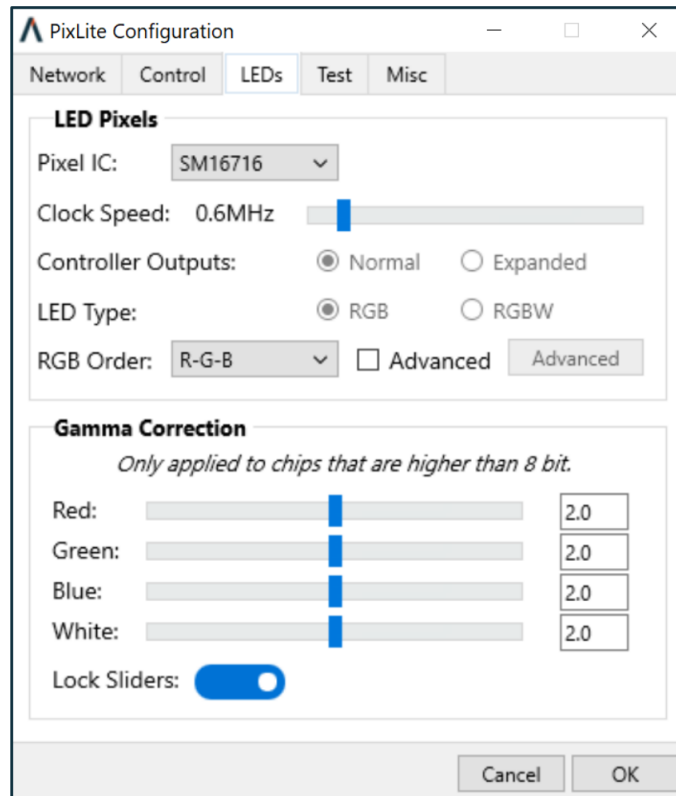 PixLite Configuration
Network Control LEDs Test Misc
LED Pixels
Pixel IC: SM16716
Clock Speed: 0.6MHz
Controller Outputs: Normal Expanded
LED Type: RGB RGBW
RGB Order: R-G-B Advanced Advanced
Gamma Correction
Only applied to chips that are higher than 8 bit.
Red: 2.0
Green: 2.0
Blue: 2.0
White: 2.0
Lock Sliders:
Cancel OK